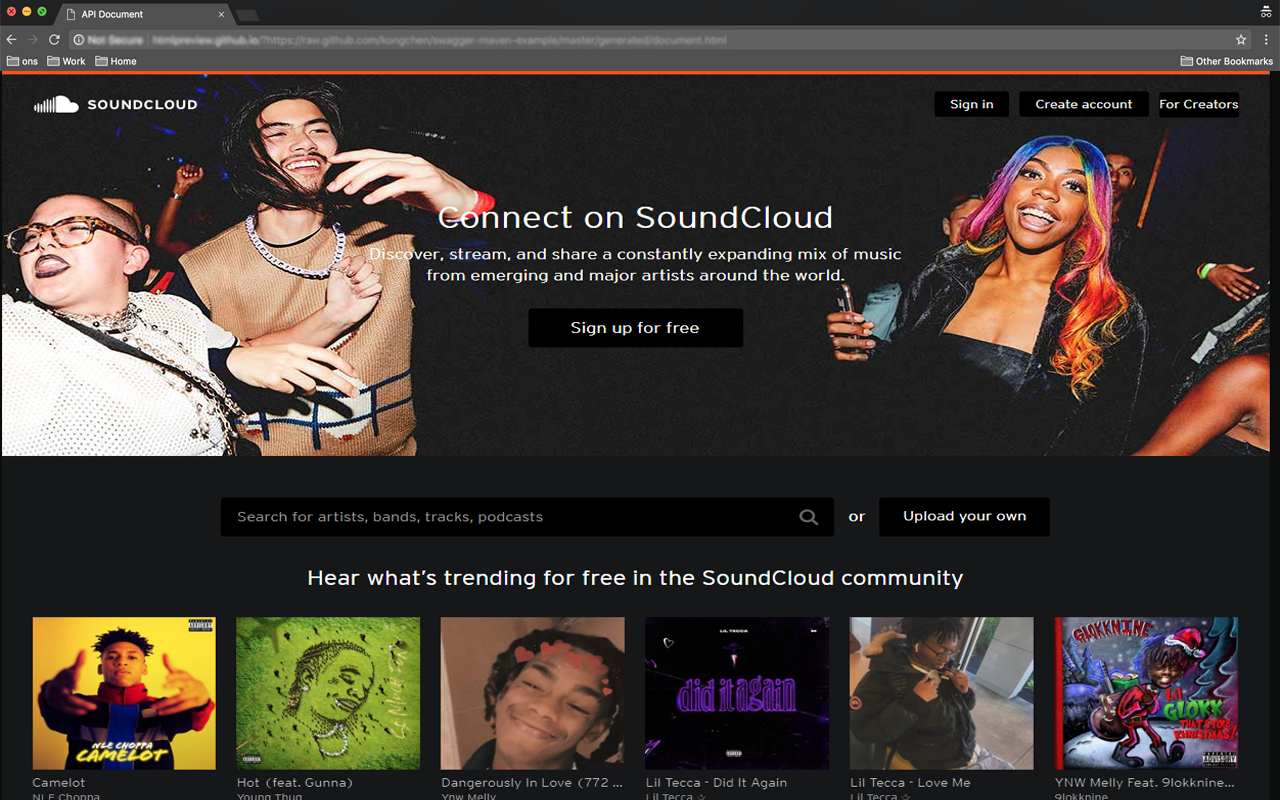 API Document
Not Secure htmlpreview.github.io/?https://raw.github.com/kongchen/swagger-maven-example/master/generated/document.html
ons Work Home Other Bookmarks
SOUNDCLOUD
Sign in Create account For Creators
Connect on SoundCloud
Discover, stream, and share a constantly expanding mix of music
from emerging and major artists around the world.
Sign up for free
Search for artists, bands, tracks, podcasts or Upload your own
Hear what's trending for free in the SoundCloud community
NLE CHOPPA
CAMELOT
LIL TECCA
did it again
GLOKKNINE
Lil
GLOKK
THAT STOLE
KHRISTMAS!
PARENTAL
ADVISORY
Camelot
NLE Choppa
Hot (feat. Gunna)
Young Thug
Dangerously In Love (772 ...
Ynw Melly
Lil Tecca - Did It Again
Lil Tecca ☆
Lil Tecca - Love Me
Lil Tecca ☆
YNW Melly Feat. 9lokknine...
9lokknine